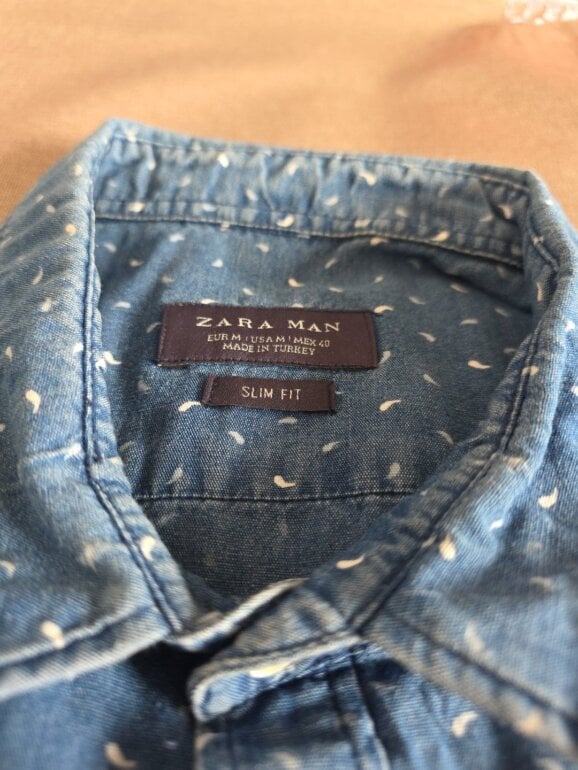 ZARA MAN
EUR M | USA M | MEX 40
MADE IN TURKEY
SLIM FIT